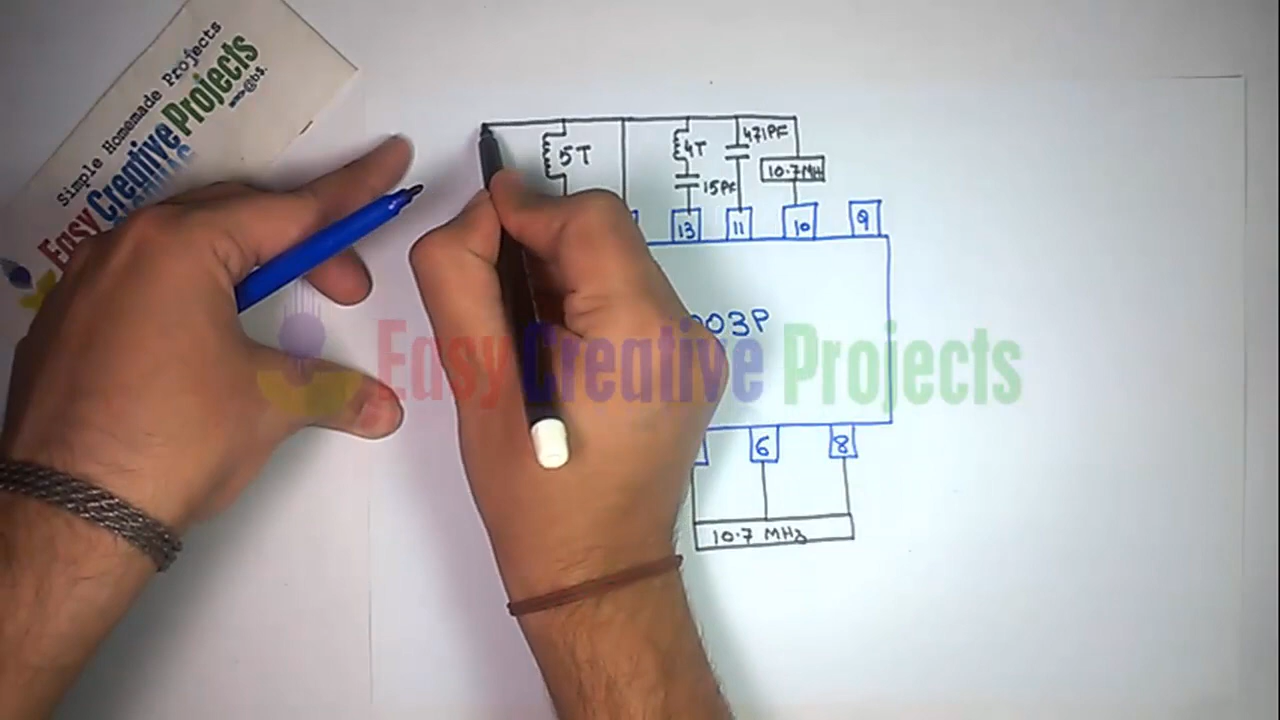 Simple Homemade Projects
Easy Creative Projects
471PF
5T
4T
10.7MH
15PF
13
11
10
9
03P
Easy Creative Projects
6
8
10.7 MHz